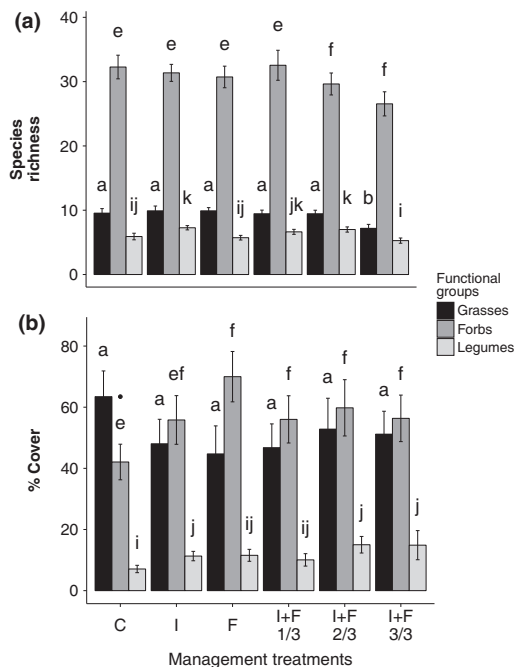 (a)
Species
richness
40
30
20
10
0
e
e
e
e
f
f
a
ij
a
k
a
ij
a
jk
a
k
b
i
Functional
groups
Grasses
Forbs
Legumes
(b)
% Cover
80
60
40
20
0
a
e
i
a
ef
j
a
f
ij
a
f
ij
a
f
j
a
f
j
C
I
F
I+F
1/3
I+F
2/3
I+F
3/3
Management treatments